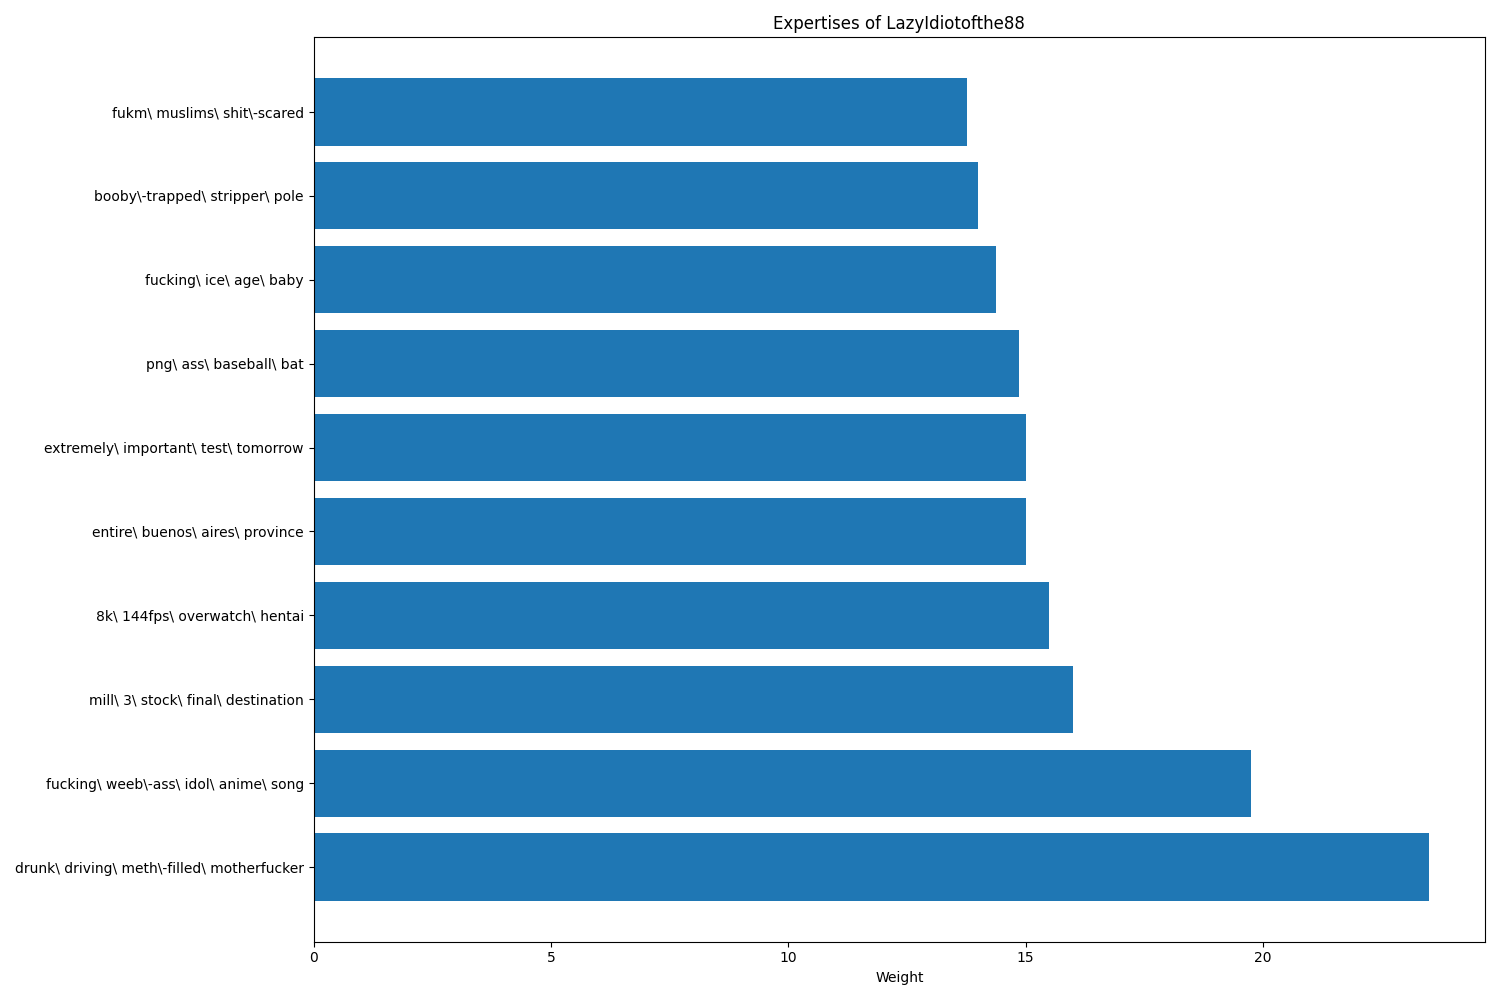 Expertises of LazyIdiotofthe88
fukm\ muslims\ shit\-scared
booby\-trapped\ stripper\ pole
fucking\ ice\ age\ baby
png\ ass\ baseball\ bat
extremely\ important\ test\ tomorrow
entire\ buenos\ aires\ province
8k\ 144fps\ overwatch\ hentai
mill\ 3\ stock\ final\ destination
fucking\ weeb\-ass\ idol\ anime\ song
drunk\ driving\ meth\-filled\ motherfucker
0 5 10 15 20
Weight